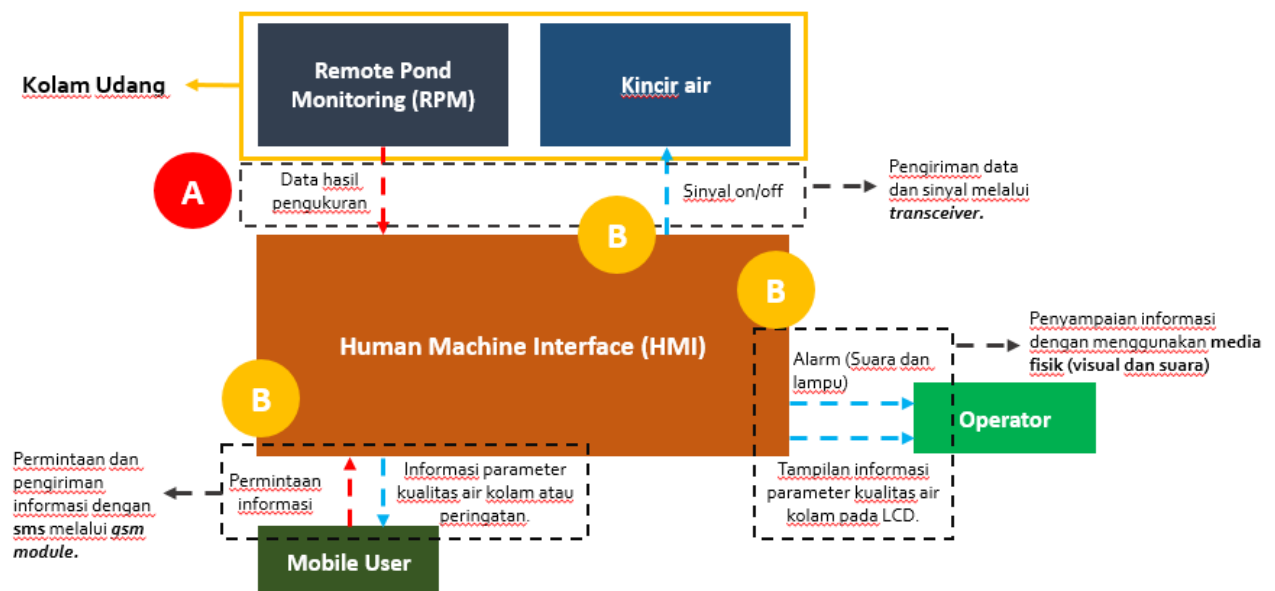 Remote Pond
Monitoring (RPM)
Kincir air
Kolam Udang
A
Data hasil
pengukuran
Sinyal on/off
Pengiriman data
dan sinyal melalui
transceiver.
B
B
Human Machine Interface (HMI)
Penyampaian informasi
dengan menggunakan media
fisik (visual dan suara)
Alarm (Suara dan
lampu)
B
Operator
Permintaan dan
pengiriman
informasi dengan
sms melalui gsm
module.
Permintaan
informasi
Informasi parameter
kualitas air kolam atau
peringatan.
Tampilan informasi
parameter kualitas air
kolam pada LCD.
Mobile User